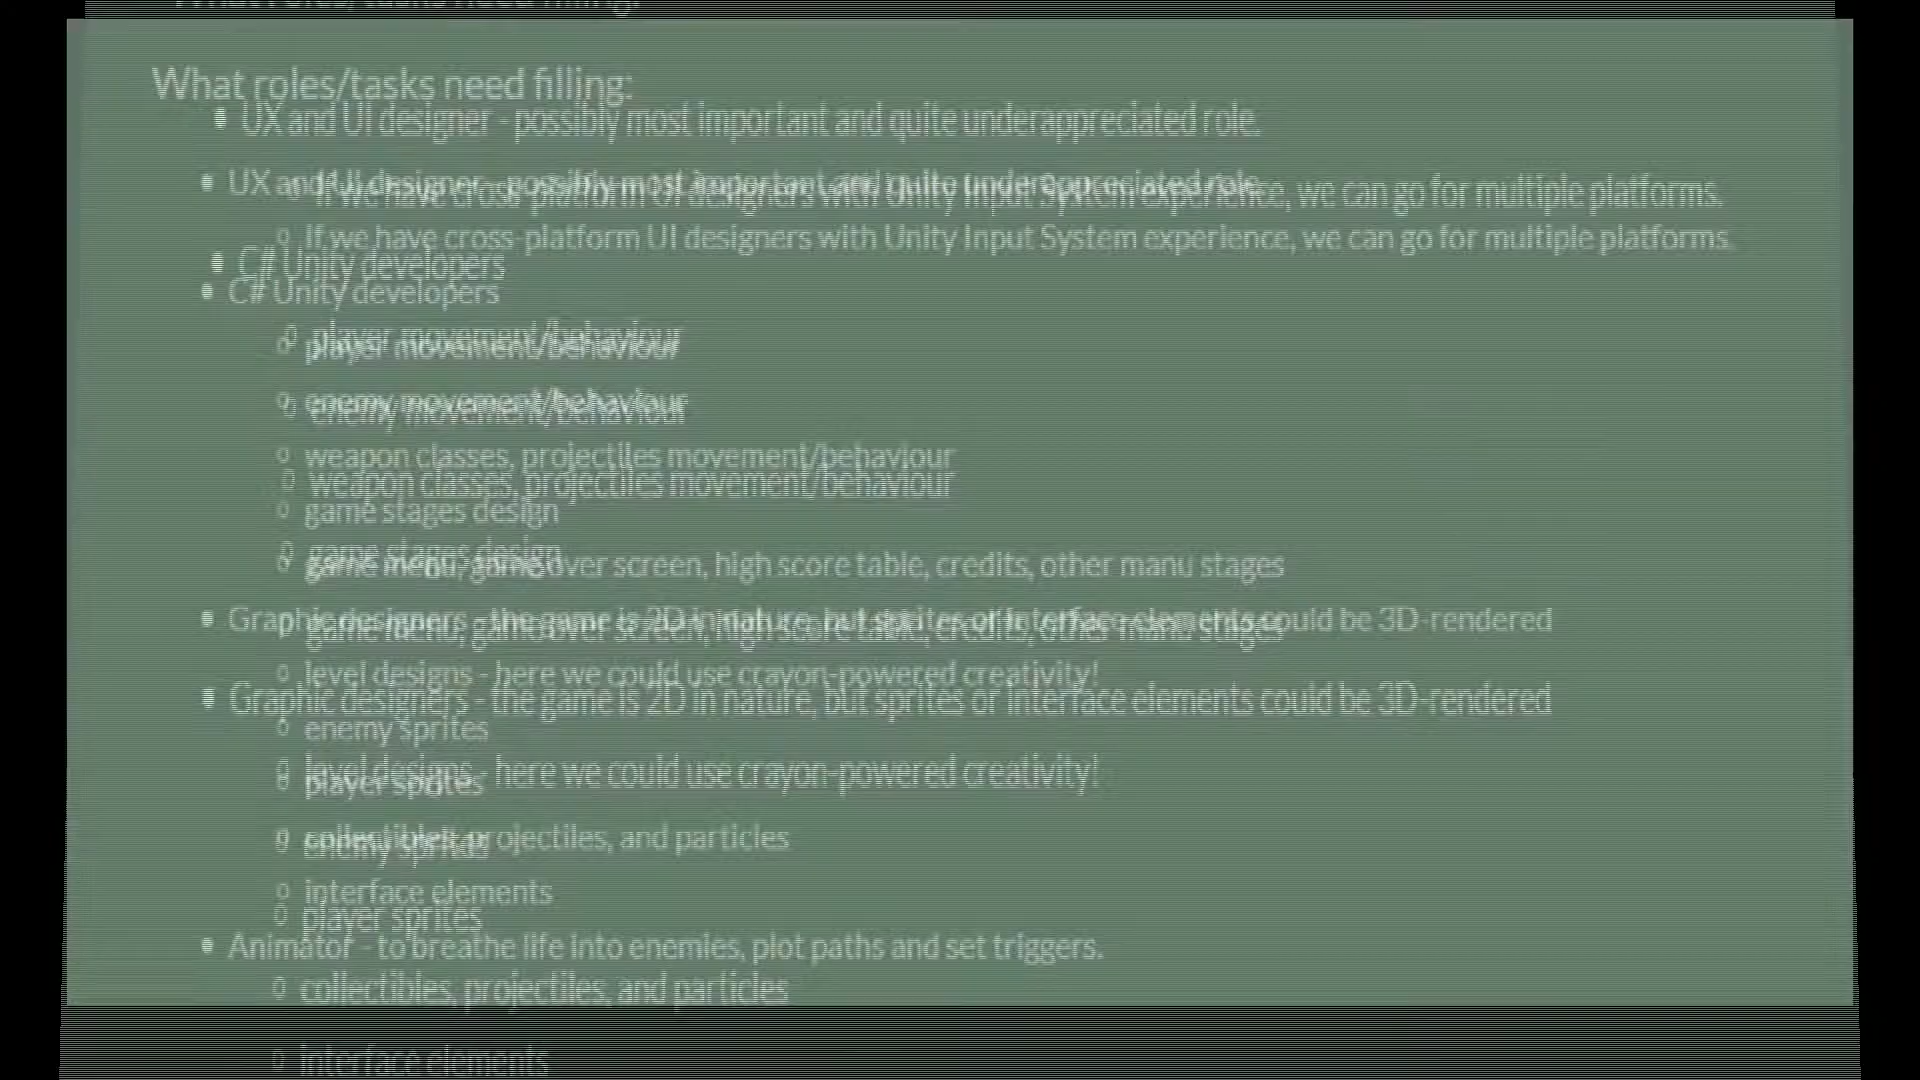 What roles/tasks need filling:
• UX and UI designer - possibly most important and quite underappreciated role.
o If we have cross-platform UI designers with Unity Input System experience, we can go for multiple platforms.
• C# Unity developers
o player movement/behaviour
o enemy movement/behaviour
o weapon classes, projectiles movement/behaviour
o game stages design
o game menu, game over screen, high score table, credits, other manu stages
• Graphic designers - the game is 2D in nature, but sprites or interface elements could be 3D-rendered
o level designs - here we could use crayon-powered creativity!
o enemy sprites
o player sprites
o collectibles, projectiles, and particles
o interface elements
• Animator - to breathe life into enemies, plot paths and set triggers.